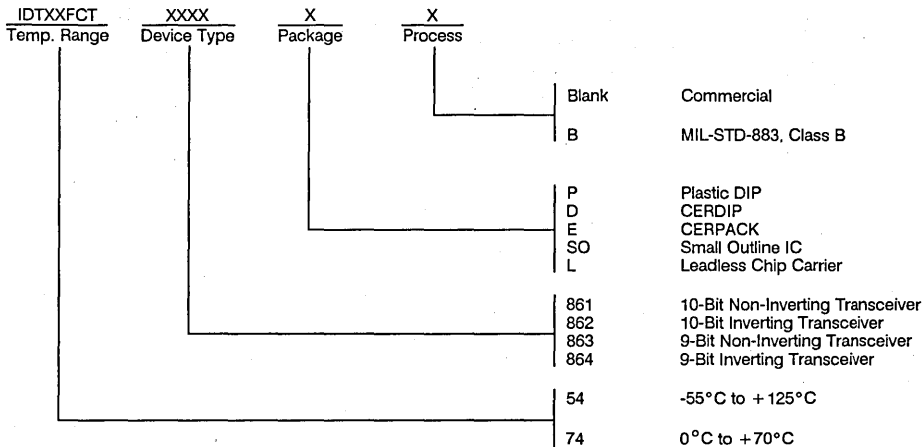 IDTXXFCT XXXX X X
Temp. Range Device Type Package Process
Blank Commercial
B MIL-STD-883, Class B
P Plastic DIP
D CERDIP
E CERPACK
SO Small Outline IC
L Leadless Chip Carrier
861 10-Bit Non-Inverting Transceiver
862 10-Bit Inverting Transceiver
863 9-Bit Non-Inverting Transceiver
864 9-Bit Inverting Transceiver
54 -55°C to +125°C
74 0°C to +70°C